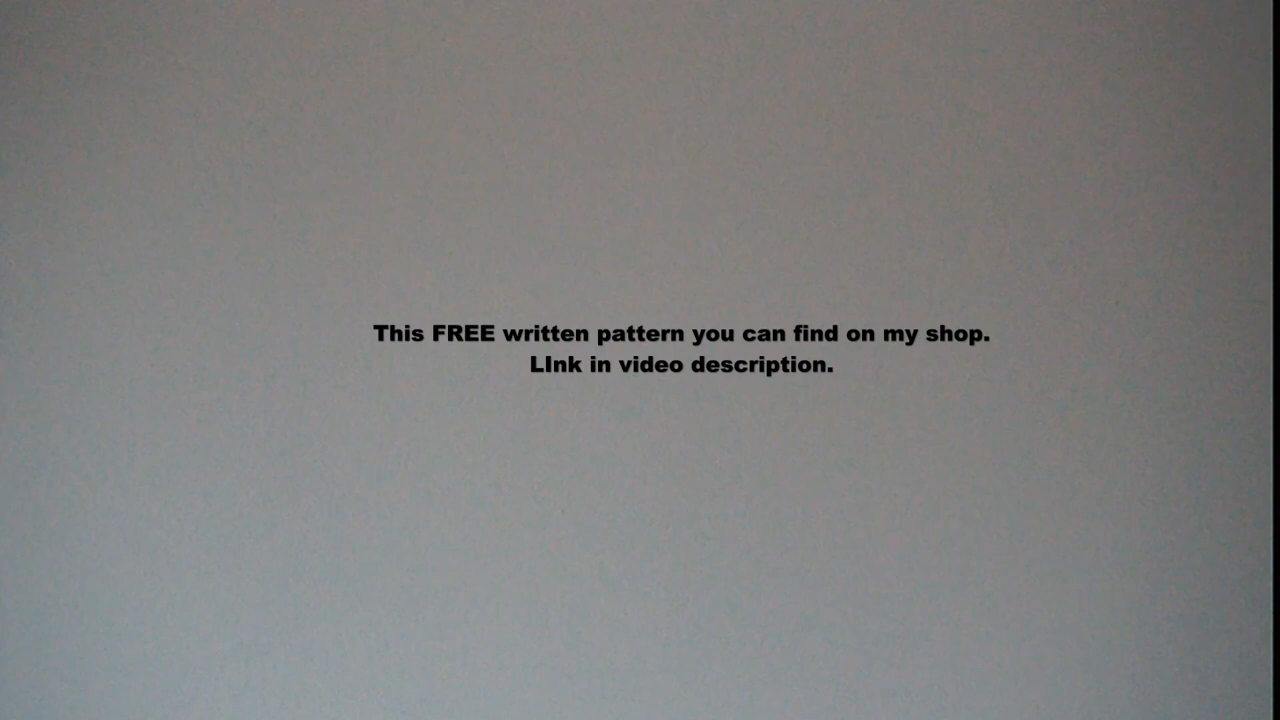 This FREE written pattern you can find on my shop.
LInk in video description.